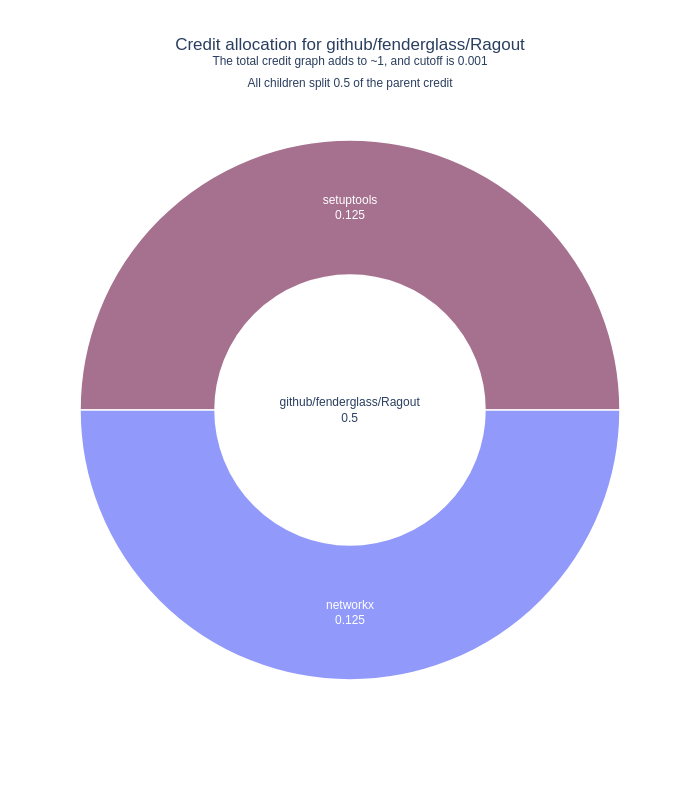 Credit allocation for github/fenderglass/Ragout
The total credit graph adds to ~1, and cutoff is 0.001
All children split 0.5 of the parent credit
setuptools
0.125
github/fenderglass/Ragout
0.5
networkx
0.125